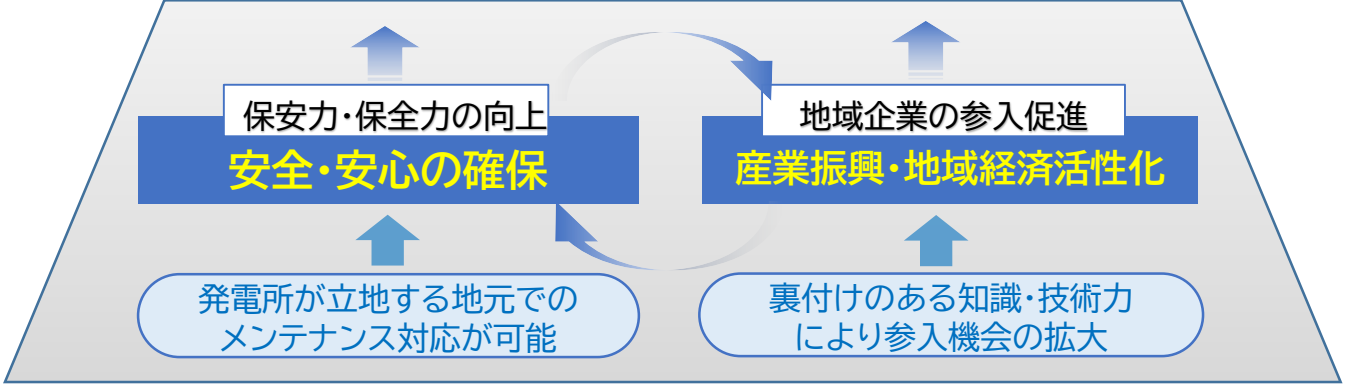 保安力･保全力の向上
安全･安心の確保
発電所が立地する地元での
メンテナンス対応が可能
地域企業の参入促進
産業振興･地域経済活性化
裏付けのある知識･技術力
により参入機会の拡大